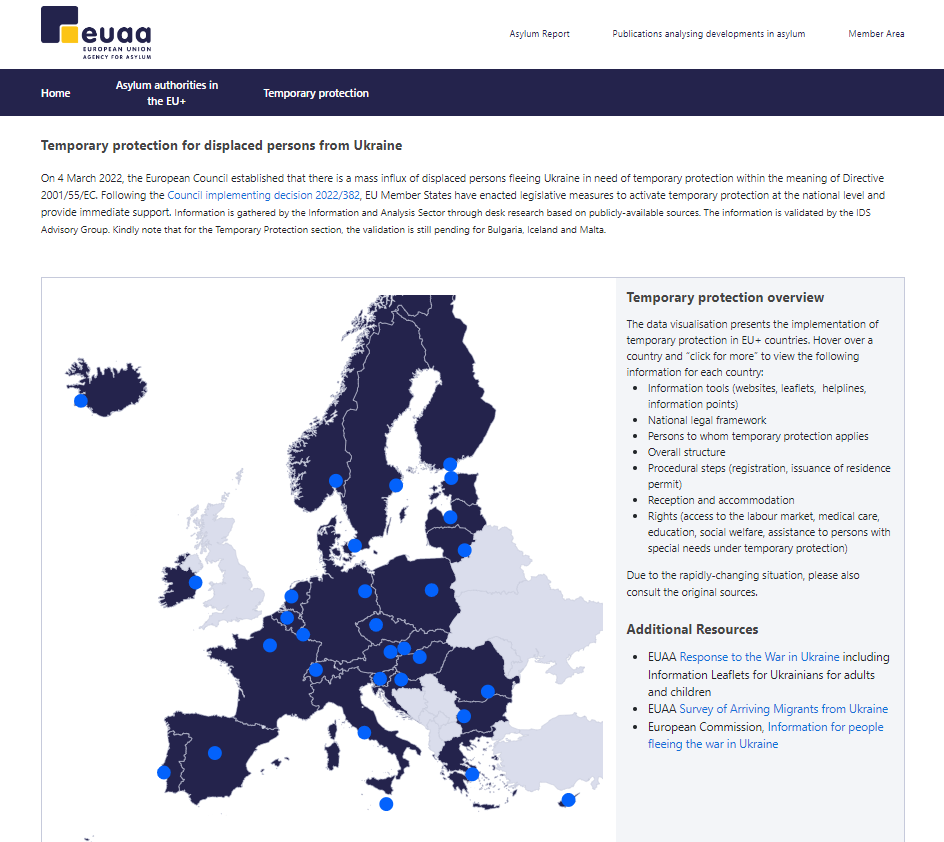 euaa
EUROPEAN UNION
AGENCY FOR ASYLUM
Asylum Report
Publications analysing developments in asylum
Member Area
Home
Asylum authorities in
the EU+
Temporary protection
Temporary protection for displaced persons from Ukraine
On 4 March 2022, the European Council established that there is a mass influx of displaced persons fleeing Ukraine in need of temporary protection within the meaning of Directive
2001/55/EC. Following the Council implementing decision 2022/382, EU Member States have enacted legislative measures to activate temporary protection at the national level and
provide immediate support. Information is gathered by the Information and Analysis Sector through desk research based on publicly-available sources. The information is validated by the IDS
Advisory Group. Kindly note that for the Temporary Protection section, the validation is still pending for Bulgaria, Iceland and Malta.
Temporary protection overview
The data visualisation presents the implementation of
temporary protection in EU+ countries. Hover over a
country and “click for more” to view the following
information for each country:
• Information tools (websites, leaflets, helplines,
information points)
• National legal framework
• Persons to whom temporary protection applies
• Overall structure
• Procedural steps (registration, issuance of residence
permit)
• Reception and accommodation
• Rights (access to the labour market, medical care,
education, social welfare, assistance to persons with
special needs under temporary protection)
Due to the rapidly-changing situation, please also
consult the original sources.
Additional Resources
• EUAA Response to the War in Ukraine including
Information Leaflets for Ukrainians for adults
and children
• EUAA Survey of Arriving Migrants from Ukraine
• European Commission, Information for people
fleeing the war in Ukraine